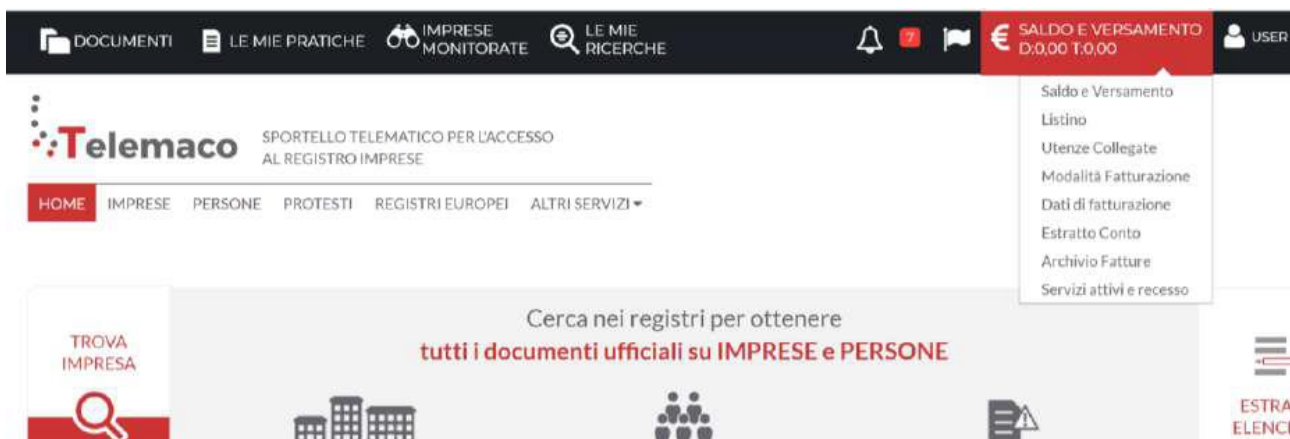 DOCUMENTI
LE MIE PRATICHE
IMPRESE
MONITORATE
LE MIE
RICERCHE
7
€ SALDO E VERSAMENTO
D:0,00 T:0,00
USER
Saldo e Versamento
Listino
Utenze Collegate
Modalità Fatturazione
Dati di fatturazione
Estratto Conto
Archivio Fatture
Servizi attivi e recesso
Telemaco
SPORTELLO TELEMATICO PER L'ACCESSO
AL REGISTRO IMPRESE
HOME IMPRESE PERSONE PROTESTI REGISTRI EUROPEI ALTRI SERVIZI
TROVA
IMPRESA
Cerca nei registri per ottenere
tutti i documenti ufficiali su IMPRESE e PERSONE
ESTRA
ELENC